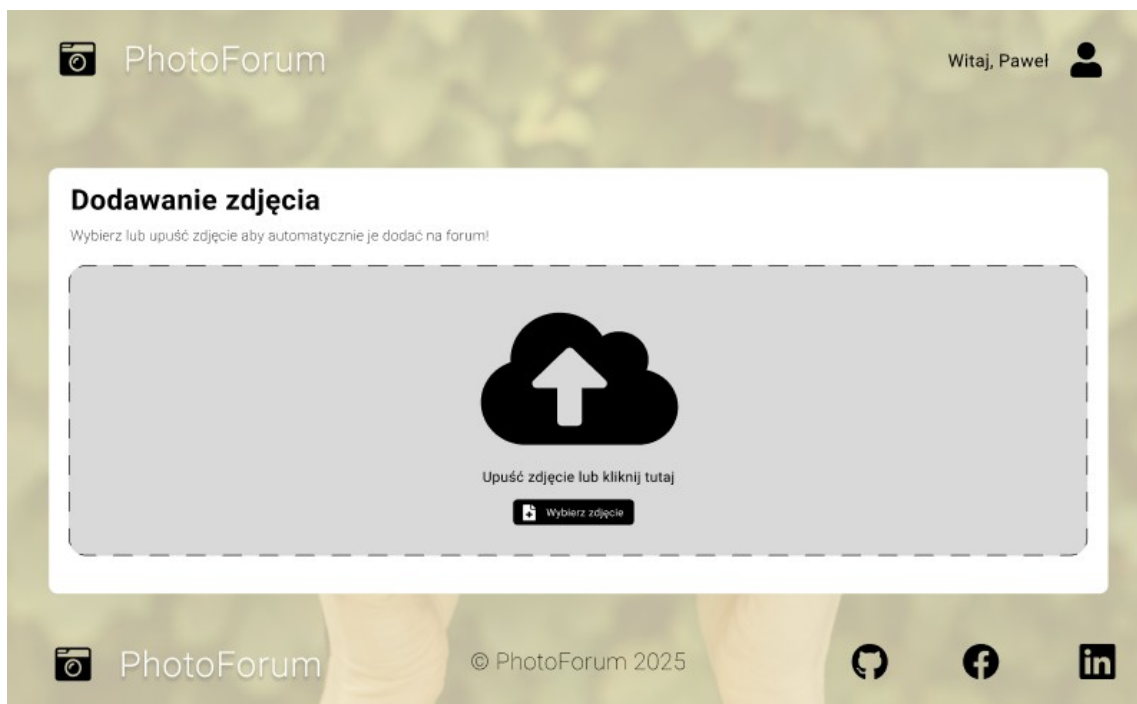 PhotoForum
Witaj, Paweł
Dodawanie zdjęcia
Wybierz lub upuść zdjęcie aby automatycznie je dodać na forum!
Upuść zdjęcie lub kliknij tutaj
Wybierz zdjęcie
PhotoForum
© PhotoForum 2025
in